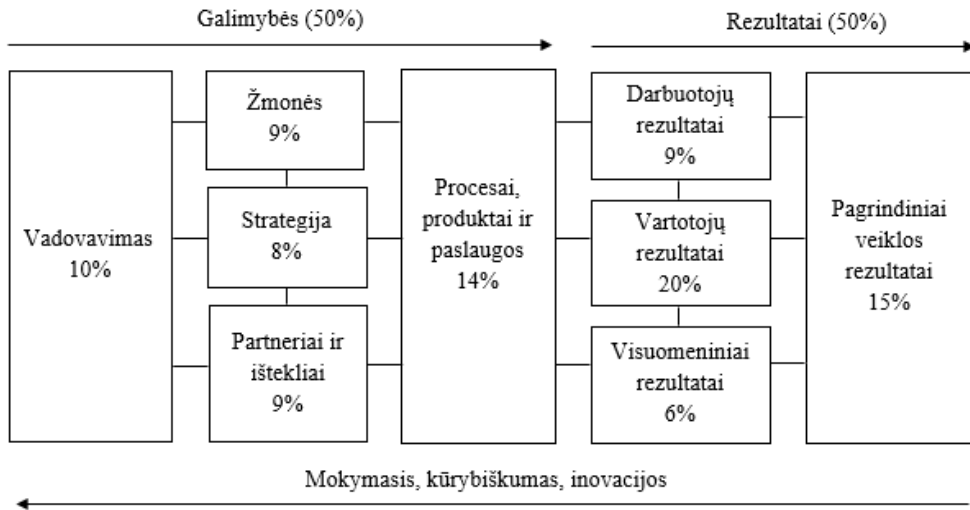 Galimybės (50%)
Rezultatai (50%)
Vadovavimas
10%
Žmonės
9%
Strategija
8%
Partneriai ir
ištekliai
9%
Procesai,
produktai ir
paslaugos
14%
Darbuotojų
rezultatai
9%
Vartotojų
rezultatai
20%
Visuomeniniai
rezultatai
6%
Pagrindiniai
veiklos
rezultatai
15%
Mokymasis, kūrybiškumas, inovacijos